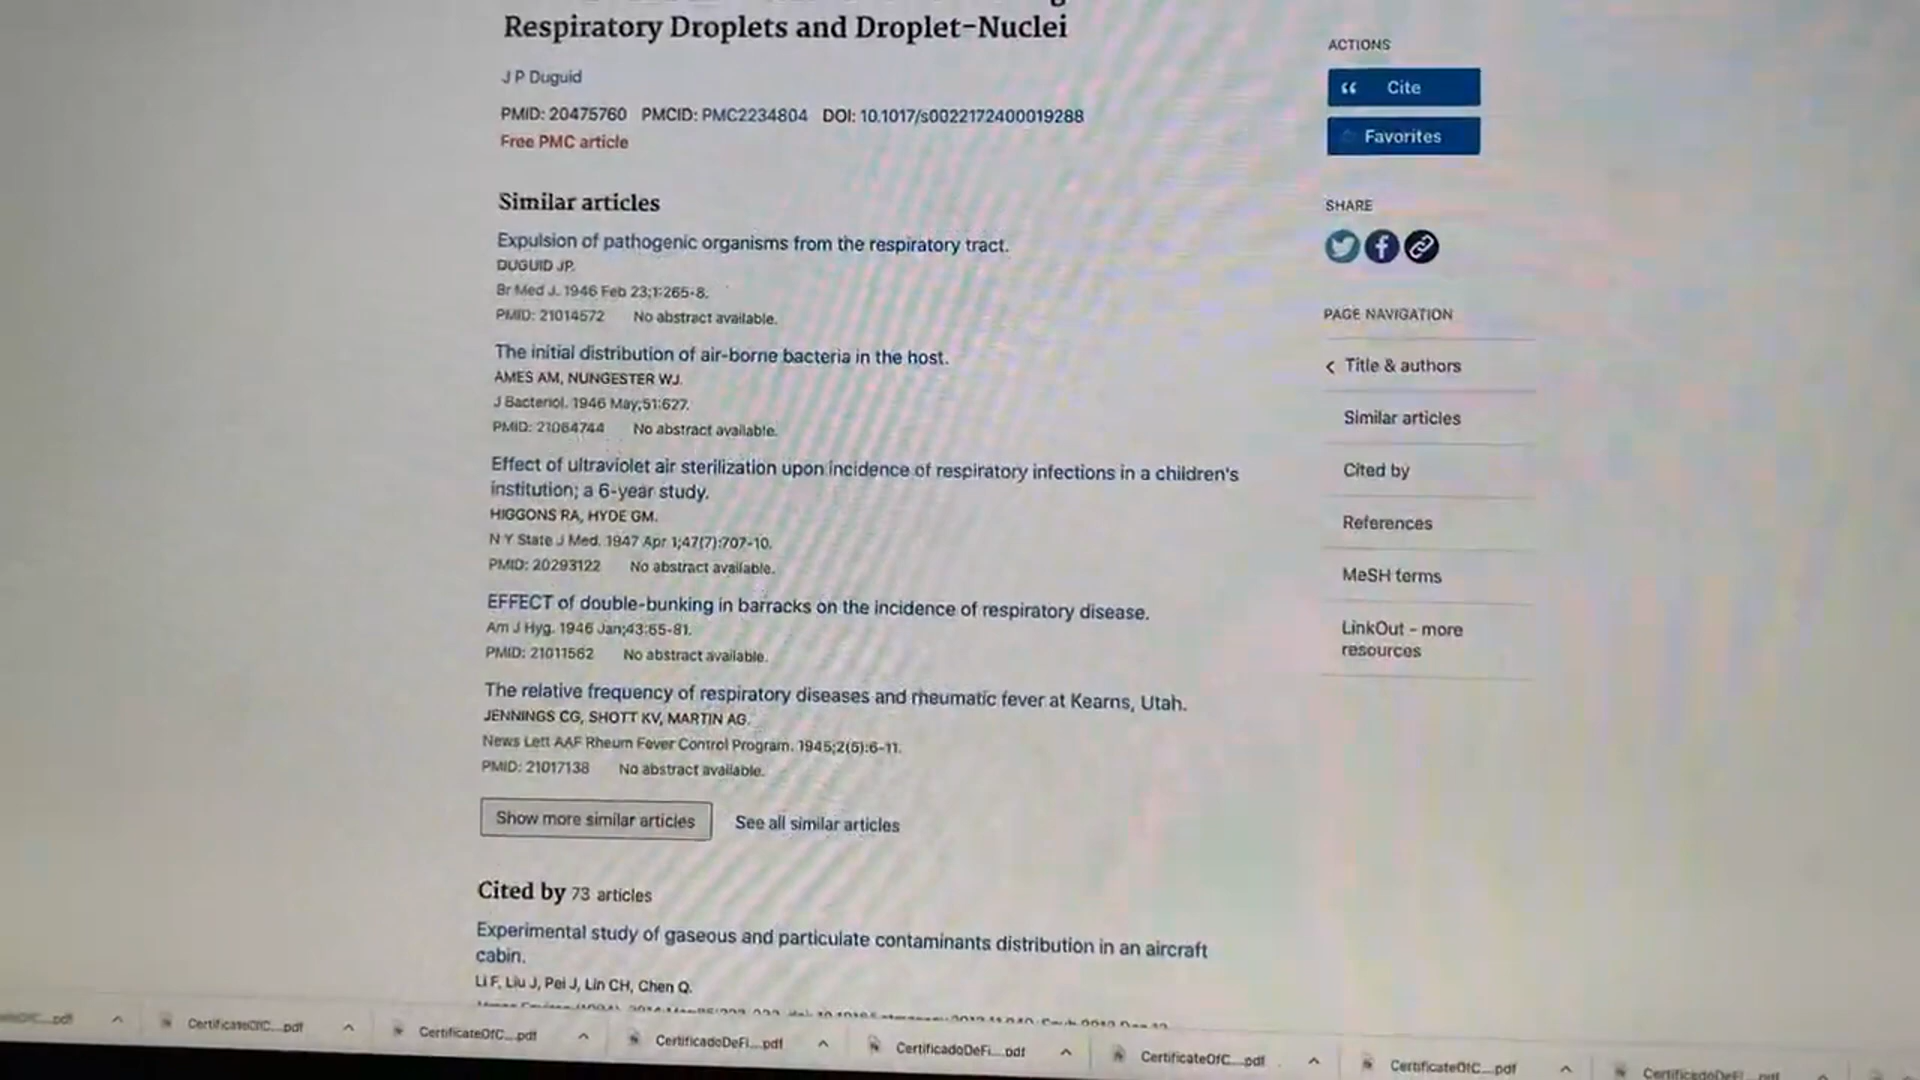 Respiratory Droplets and Droplet-Nuclei
J P Duguid
PMID: 20475760 PMCID: PMC2234804 DOI: 10.1017/s0022172400019288
Free PMC article
Similar articles
Expulsion of pathogenic organisms from the respiratory tract.
DUGUID JP.
Br Med J. 1946 Feb 23;1:265-8.
PMID: 21014572 No abstract available.
The initial distribution of air-borne bacteria in the host.
AMES AM, NUNGESTER WJ.
J Bacteriol. 1946 May;51:627.
PMID: 21064744 No abstract available.
Effect of ultraviolet air sterilization upon incidence of respiratory infections in a children's
institution; a 6-year study.
HIGGONS RA, HYDE GM.
N Y State J Med. 1947 Apr 1;47(7):707-10.
PMID: 20293122 No abstract available.
EFFECT of double-bunking in barracks on the incidence of respiratory disease.
Am J Hyg. 1946 Jan;43:65-81.
PMID: 21011562 No abstract available.
The relative frequency of respiratory diseases and rheumatic fever at Kearns, Utah.
JENNINGS CG, SHOTT KV, MARTIN AG.
News Lett AAF Rheum Fever Control Program. 1945;2(5):6-11.
PMID: 21017138 No abstract available.
Show more similar articles See all similar articles
Cited by 73 articles
Experimental study of gaseous and particulate contaminants distribution in an aircraft
cabin.
Li F, Liu J, Pei J, Lin CH, Chen Q.
ACTIONS
Cite
Favorites
SHARE
PAGE NAVIGATION
Title & authors
Similar articles
Cited by
References
MeSH terms
LinkOut - more
resources
CertificateOfC....pdf CertificateOfC....pdf CertificadoDeFi....pdf CertificadoDeFi....pdf CertificateOfC....pdf CertificateOfC....pdf CertificadoDeFi....pdf